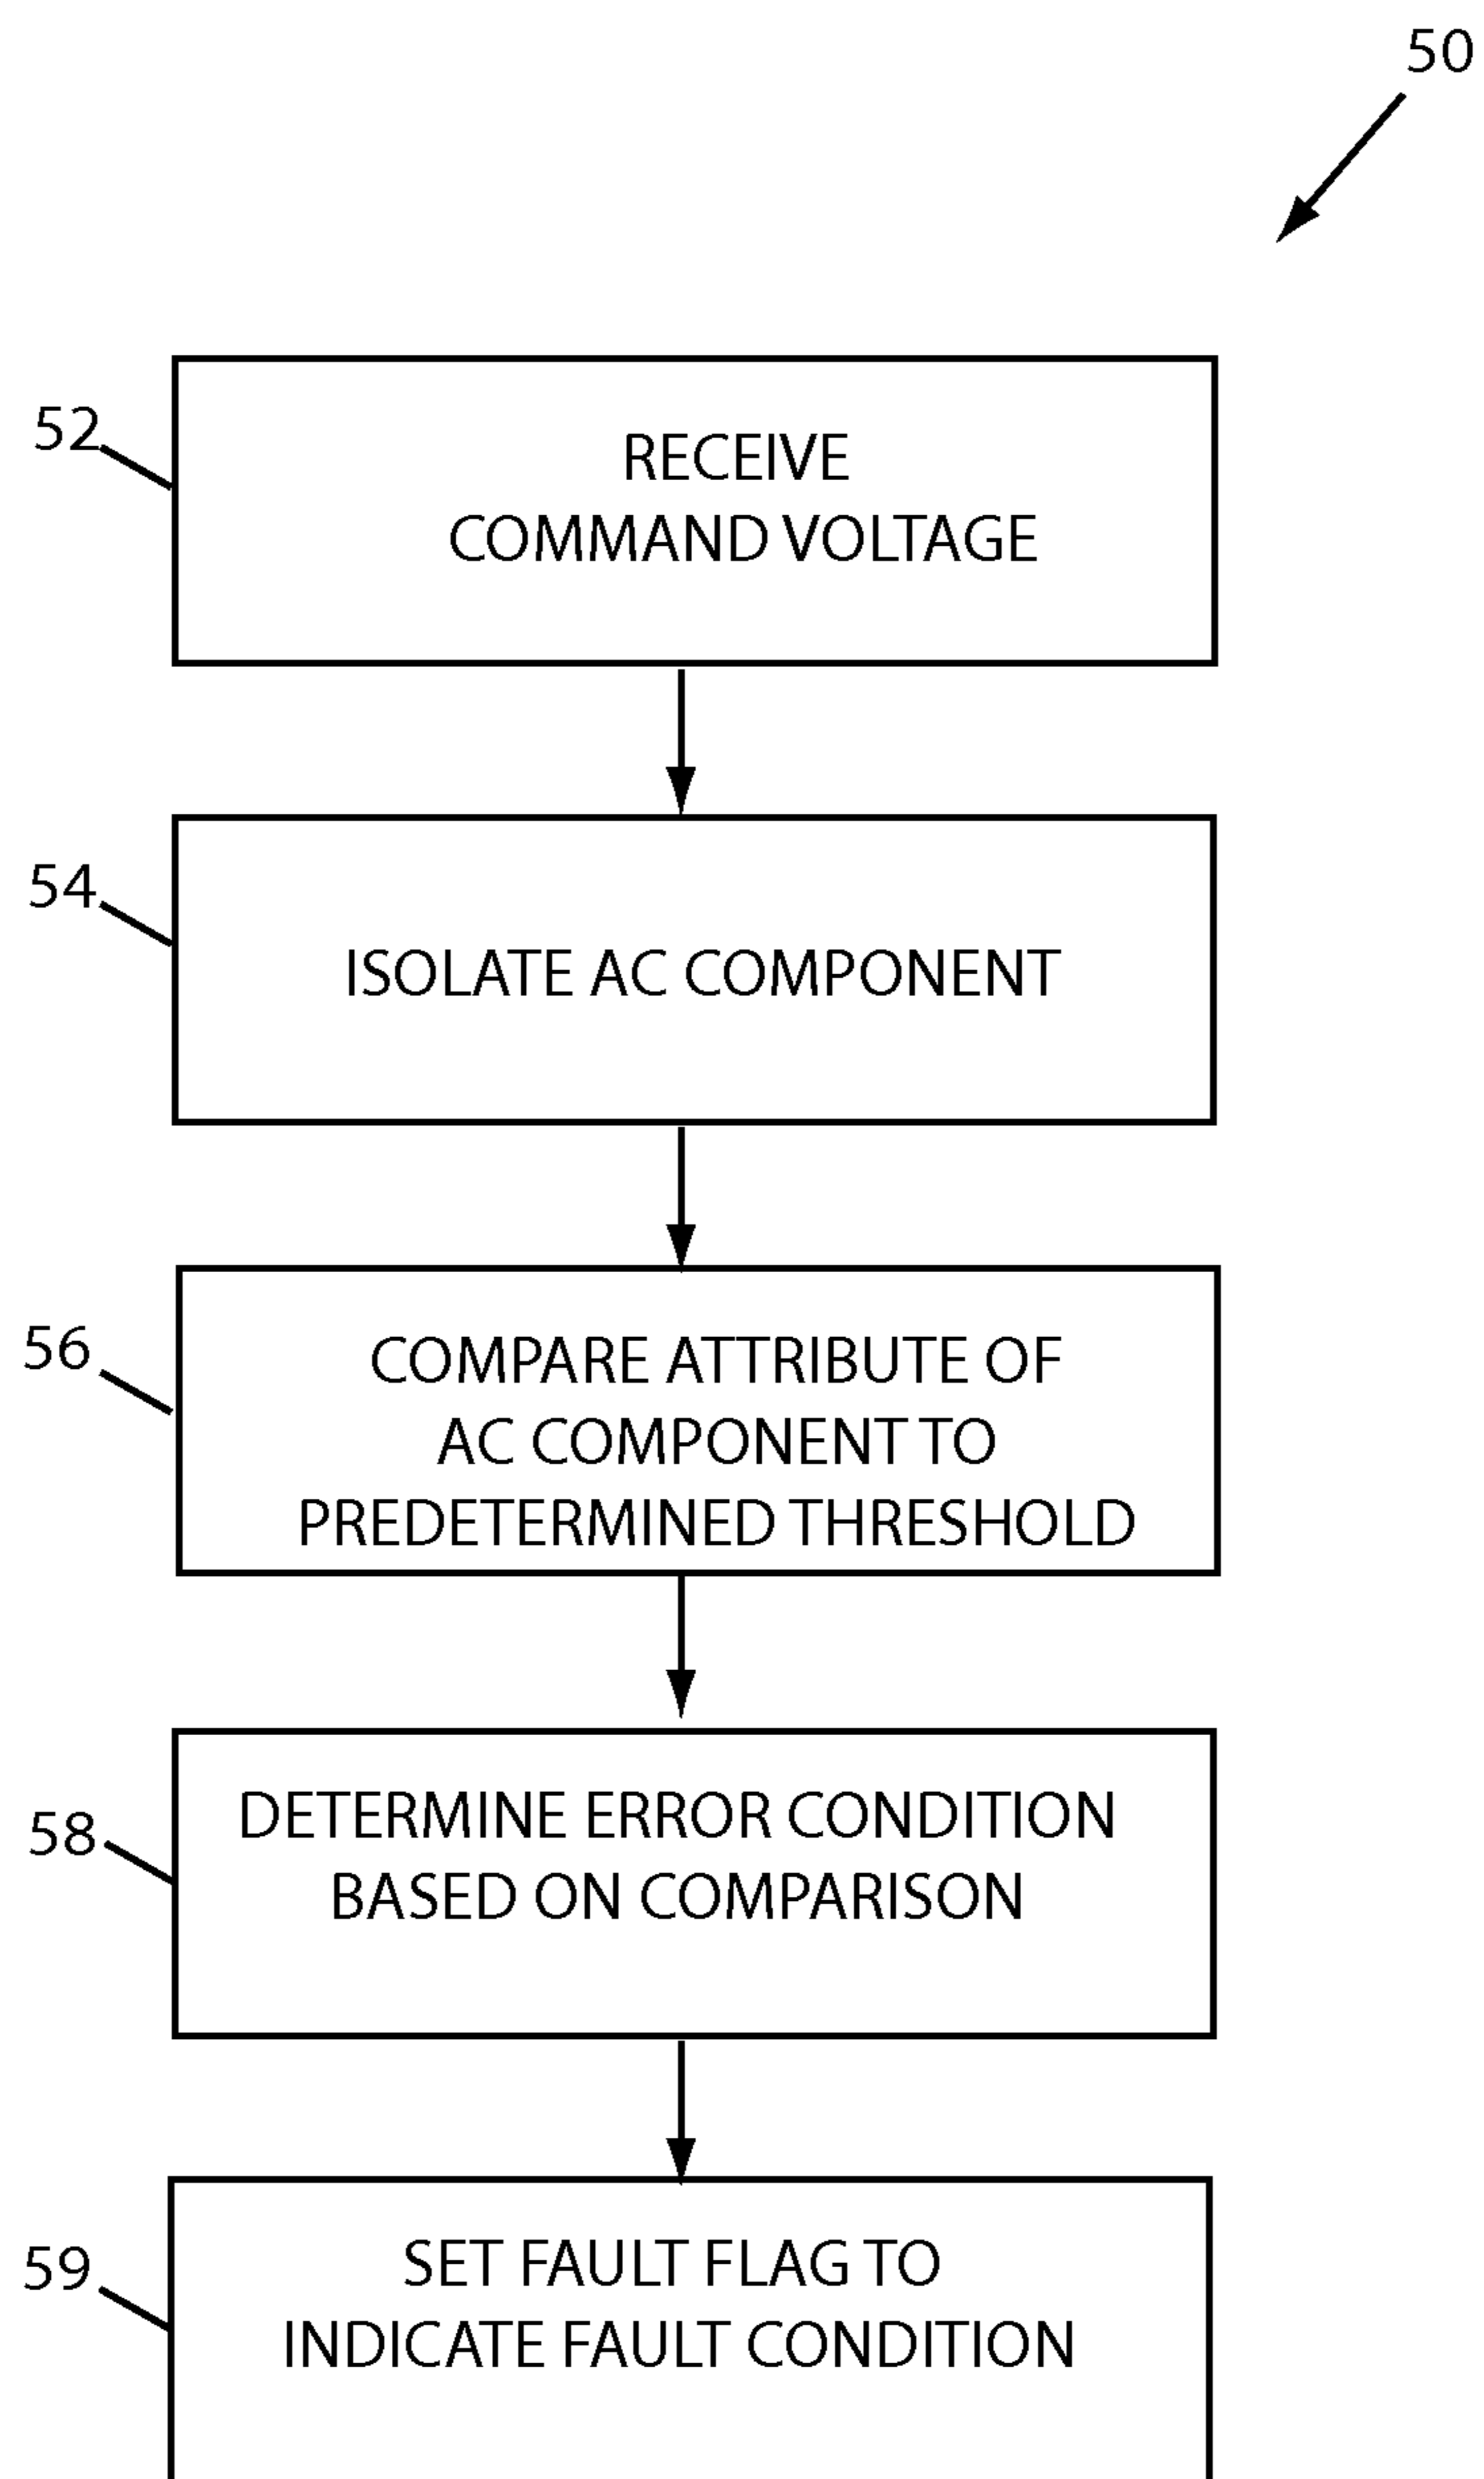 50
52
RECEIVE
COMMAND VOLTAGE
54
ISOLATE AC COMPONENT
56
COMPARE ATTRIBUTE OF
AC COMPONENT TO
PREDETERMINED THRESHOLD
58
DETERMINE ERROR CONDITION
BASED ON COMPARISON
59
SET FAULT FLAG TO
INDICATE FAULT CONDITION